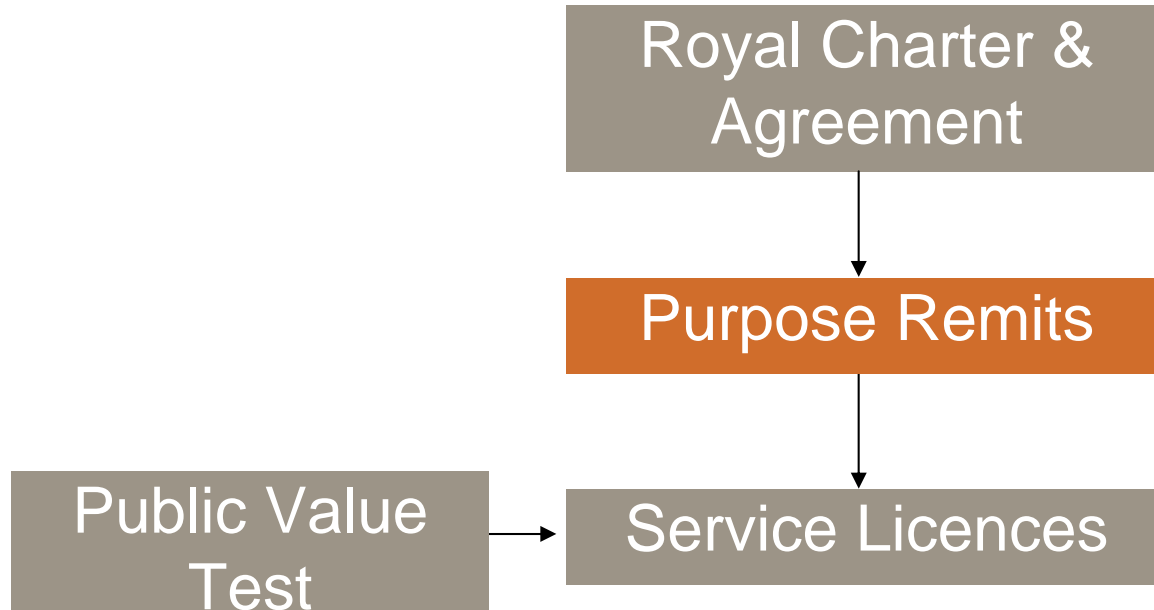 Royal Charter &
Agreement
Purpose Remits
Public Value
Test
Service Licences